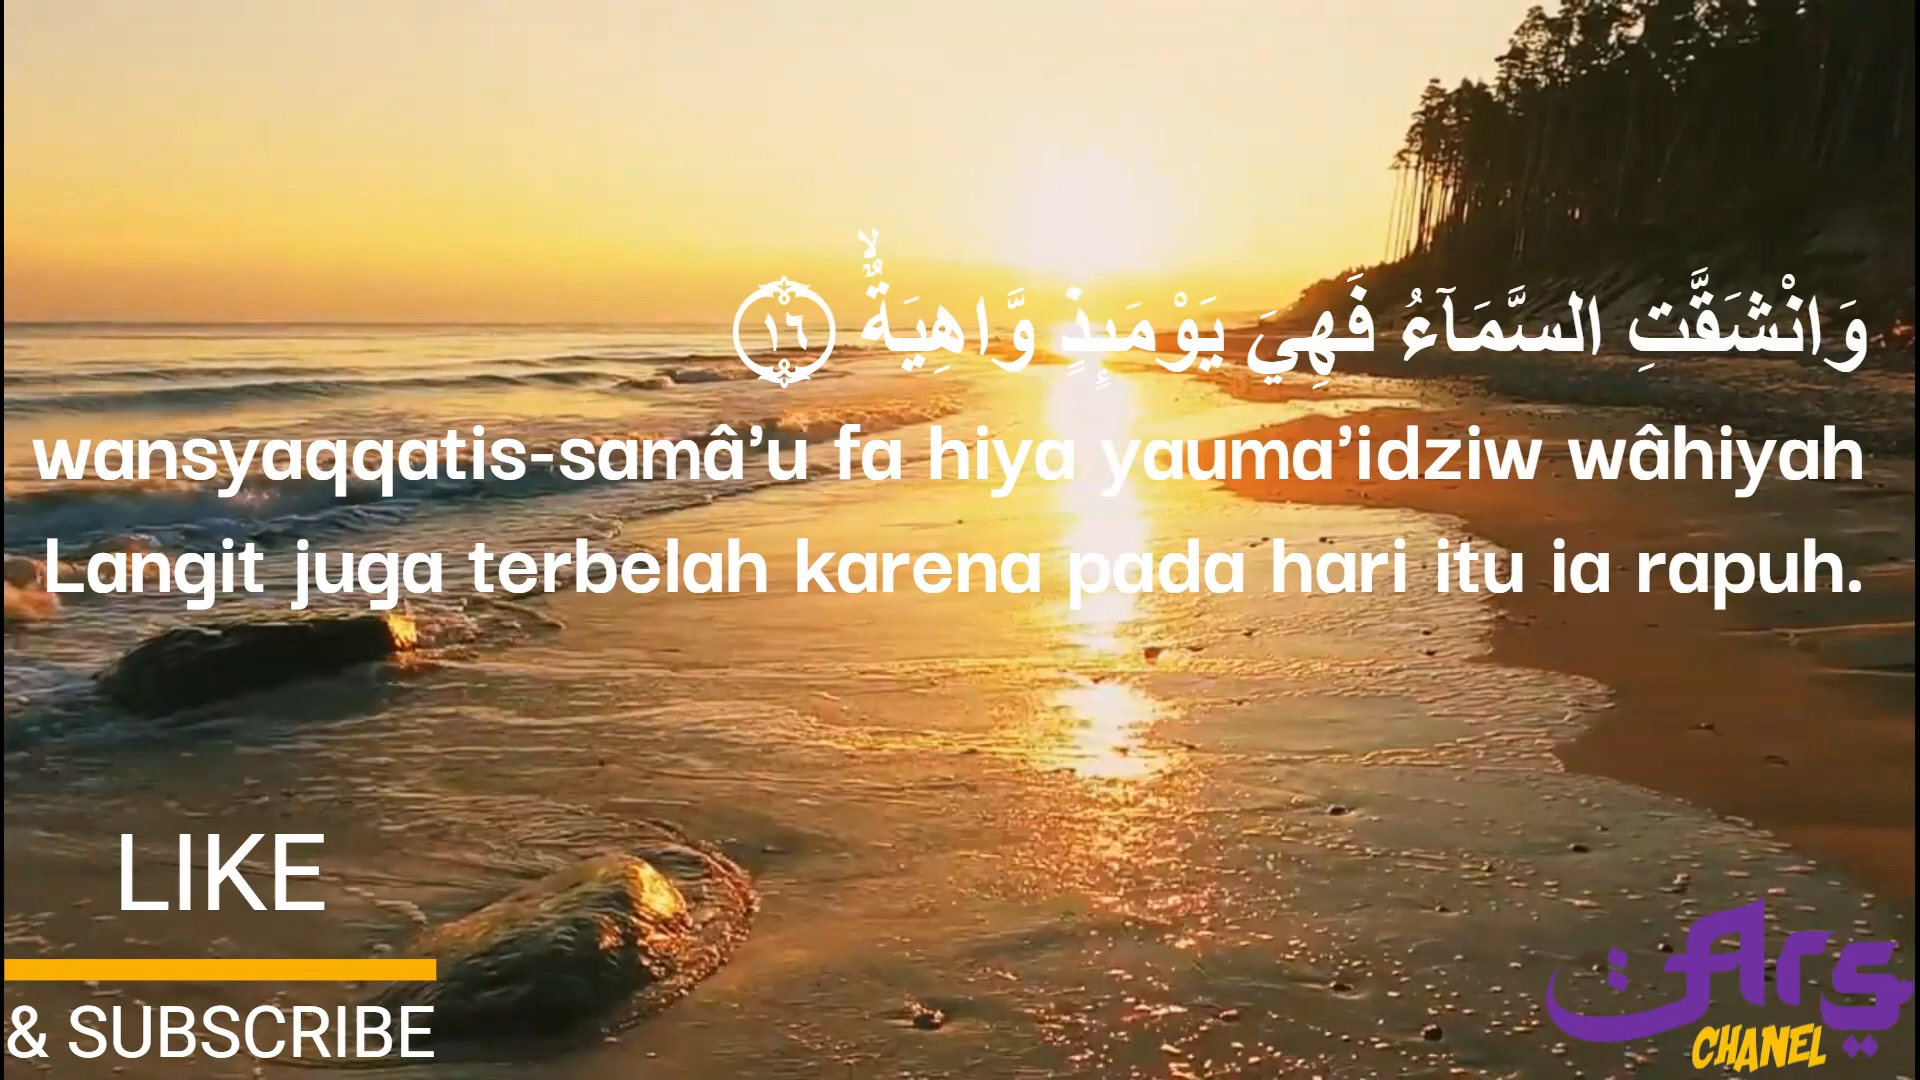 وَانْشَقَّتِ السَّمَاۤءُ فَهِيَ يَوْمَىِٕذٍ وَّاهِيَةٌۙ ۝١٦
wansyaqqatis-samâ’u fa hiya yauma’idziw wâhiyah
Langit juga terbelah karena pada hari itu ia rapuh.
LIKE
& SUBSCRIBE
Ars
CHANEL